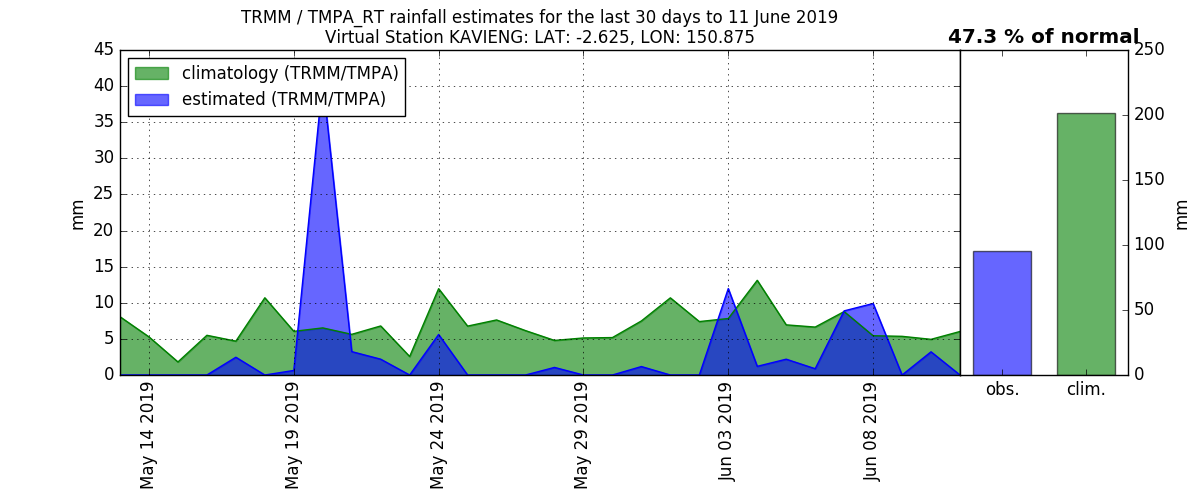 TRMM / TMPA_RT rainfall estimates for the last 30 days to 11 June 2019
Virtual Station KAVIENG: LAT: -2.625, LON: 150.875
47.3 % of normal
climatology (TRMM/TMPA)
estimated (TRMM/TMPA)
45
40
35
30
25
20
15
10
5
0
mm
May 14 2019
May 19 2019
May 24 2019
May 29 2019
Jun 03 2019
Jun 08 2019
250
200
150
100
50
0
mm
obs.
clim.